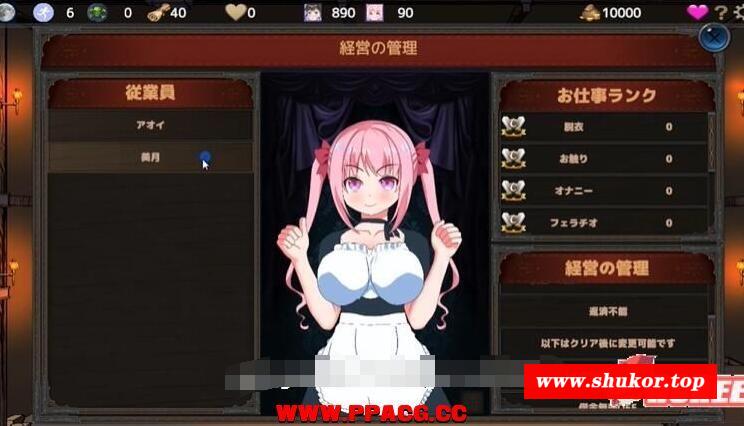 6 0 40 0 890 90 10000
経営の管理
従業員
アオイ
美月
お仕事ランク
脱衣 0
お触り 0
オナニー 0
フェラチオ 0
経営の管理
返済不能
以下はクリア後に変更可能です
www.shukor.top
WWW.PPACG.CC